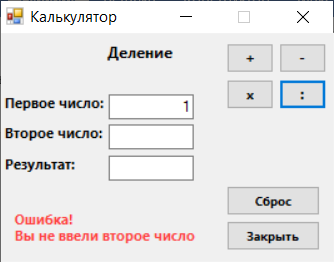 Калькулятор
Деление
+ -
Первое число: 1
x :
Второе число:
Результат:
Сброс
Ошибка!
Вы не ввели второе число
Закрыть